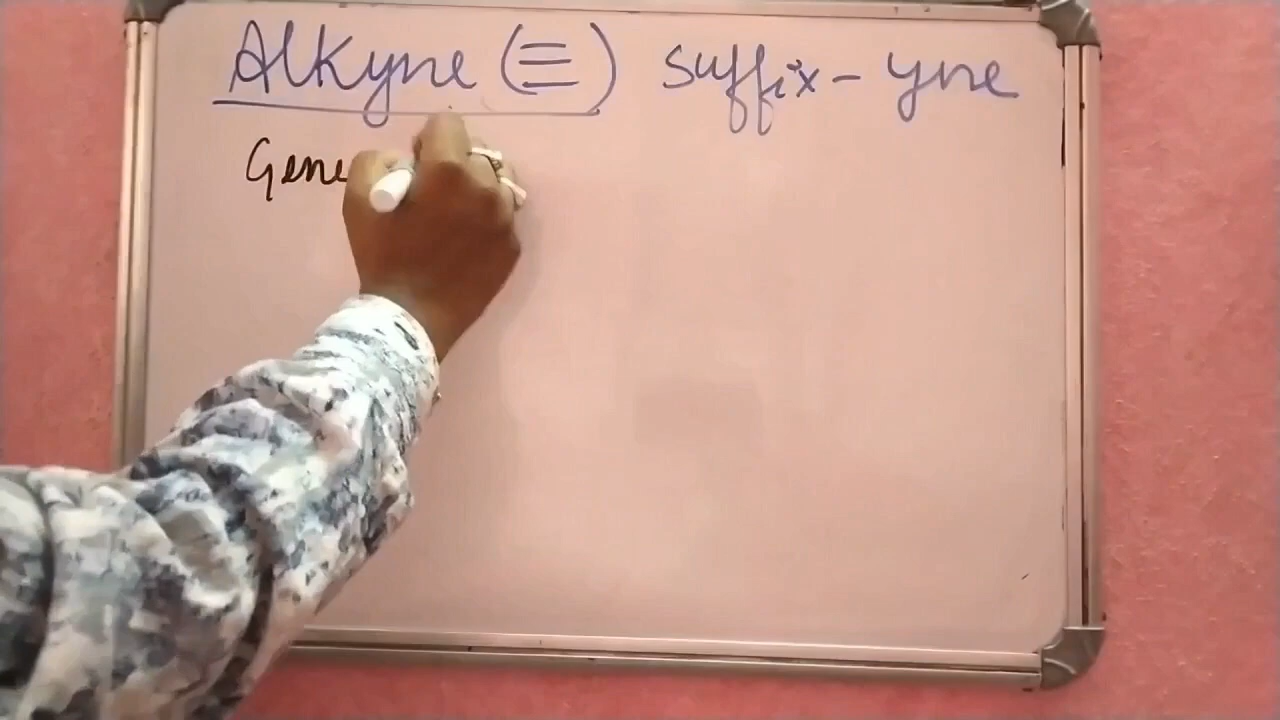 Alkyne (≡) Suffix - yne
Gene